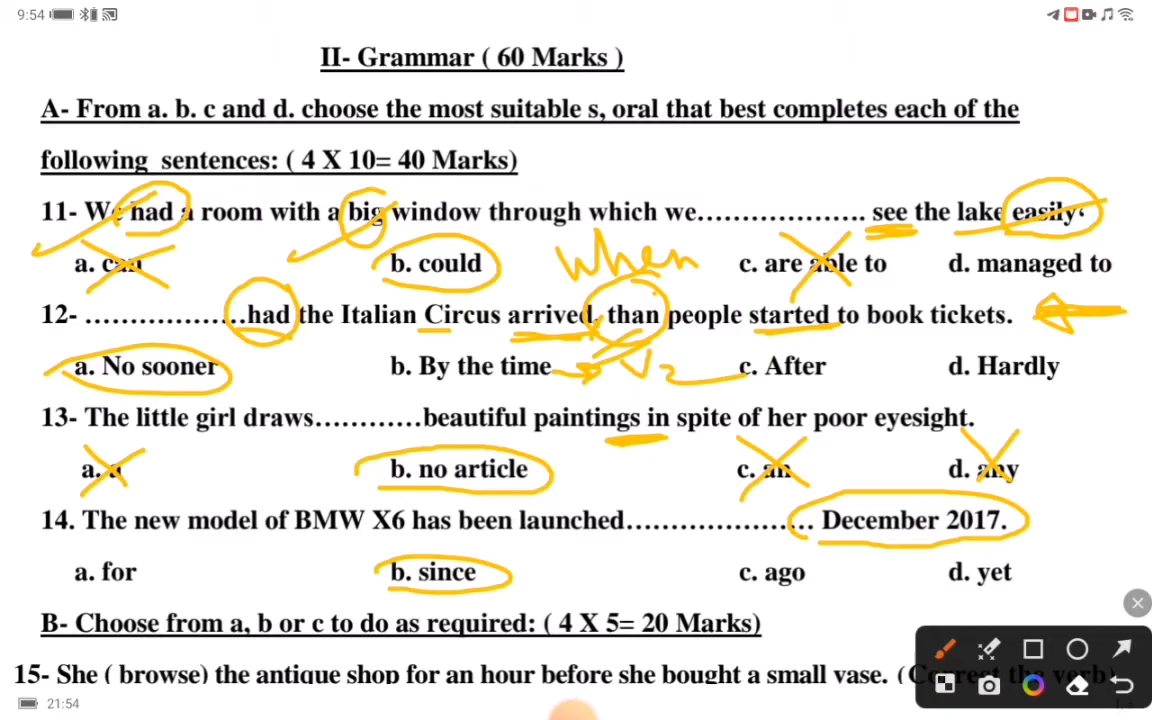 9:54
II- Grammar ( 60 Marks )
A- From a. b. c and d. choose the most suitable s, oral that best completes each of the
following sentences: ( 4 X 10= 40 Marks)
11- We had a room with a big window through which we……………… see the lake easily.
a. can b. could when c. are able to d. managed to
12- ………………had the Italian Circus arrived, than people started to book tickets.
a. No sooner b. By the time c. After d. Hardly
13- The little girl draws…………beautiful paintings in spite of her poor eyesight.
a. a b. no article c. an d. any
14. The new model of BMW X6 has been launched………………… December 2017.
a. for b. since c. ago d. yet
B- Choose from a, b or c to do as required: ( 4 X 5= 20 Marks)
15- She ( browse) the antique shop for an hour before she bought a small vase. (Correct the verb)
21:54